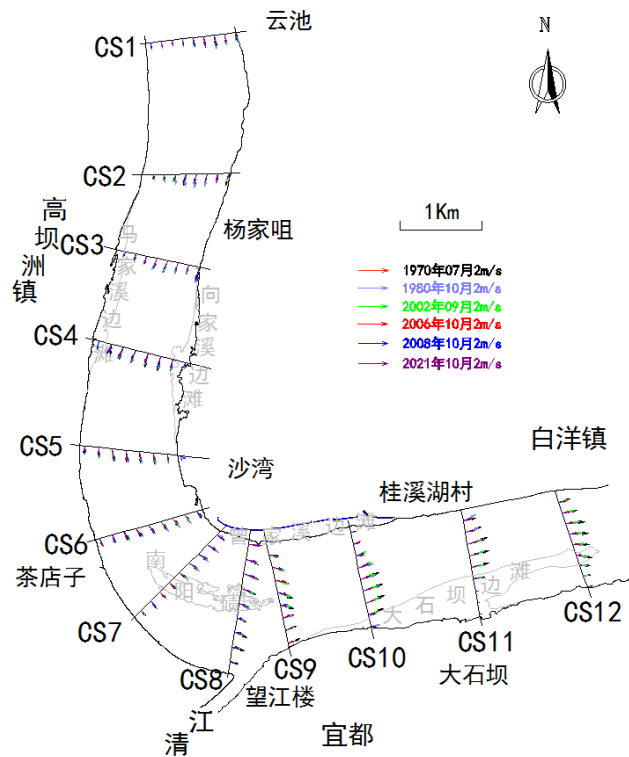 云池
N
CS1
CS2
高坝洲镇
CS3
杨家咀
马家溪边滩
向家溪边滩
1Km
1970年07月2m/s
1980年10月2m/s
2002年09月2m/s
2006年10月2m/s
2008年10月2m/s
2021年10月2m/s
CS4
CS5
沙湾
白洋镇
桂溪湖村
曾家溪边滩
CS6
茶店子
南阳碛
CS7
大石坝边滩
CS8
CS9
CS10
CS11
CS12
望江楼
大石坝
清江
宜都